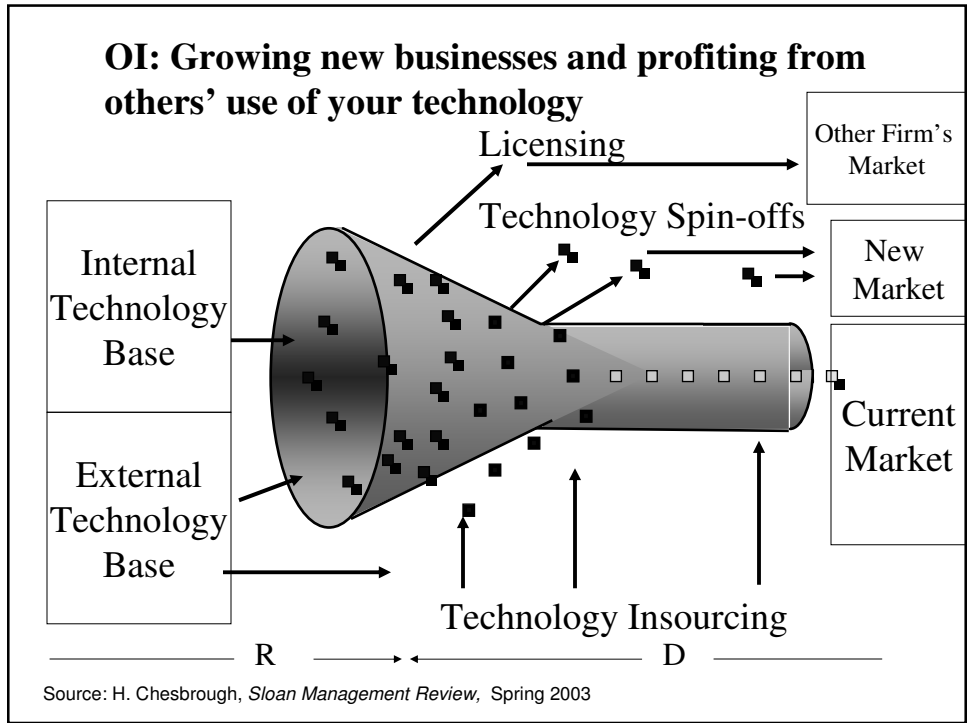 OI: Growing new businesses and profiting from
others’ use of your technology
Licensing
Other Firm’s
Market
Technology Spin-offs
New
Market
Internal
Technology
Base
Current
Market
External
Technology
Base
Technology Insourcing
R
D
Source: H. Chesbrough, Sloan Management Review, Spring 2003